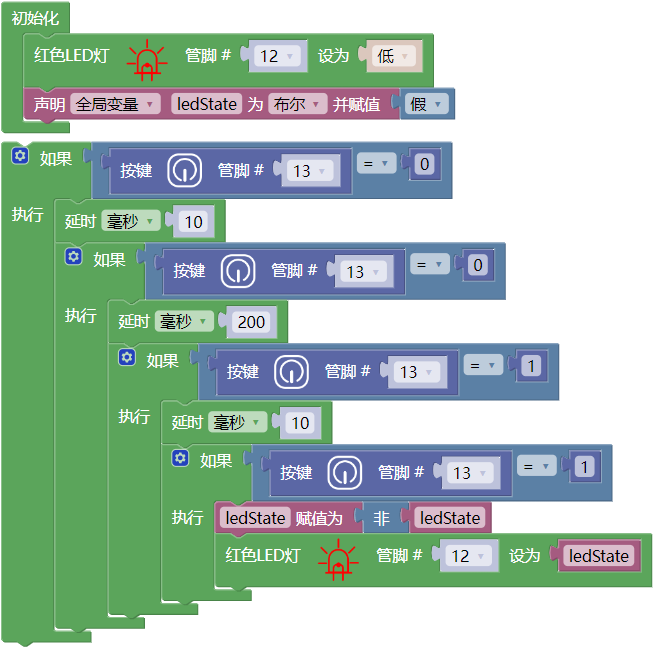 初始化
红色LED灯 管脚 # 12 设为 低
声明 全局变量 ledState 为 布尔 并赋值 假
如果 按键 管脚 # 13 = 0
执行 延时 毫秒 10
如果 按键 管脚 # 13 = 0
执行 延时 毫秒 200
如果 按键 管脚 # 13 = 1
执行 延时 毫秒 10
如果 按键 管脚 # 13 = 1
执行 ledState 赋值为 非 ledState
红色LED灯 管脚 # 12 设为 ledState